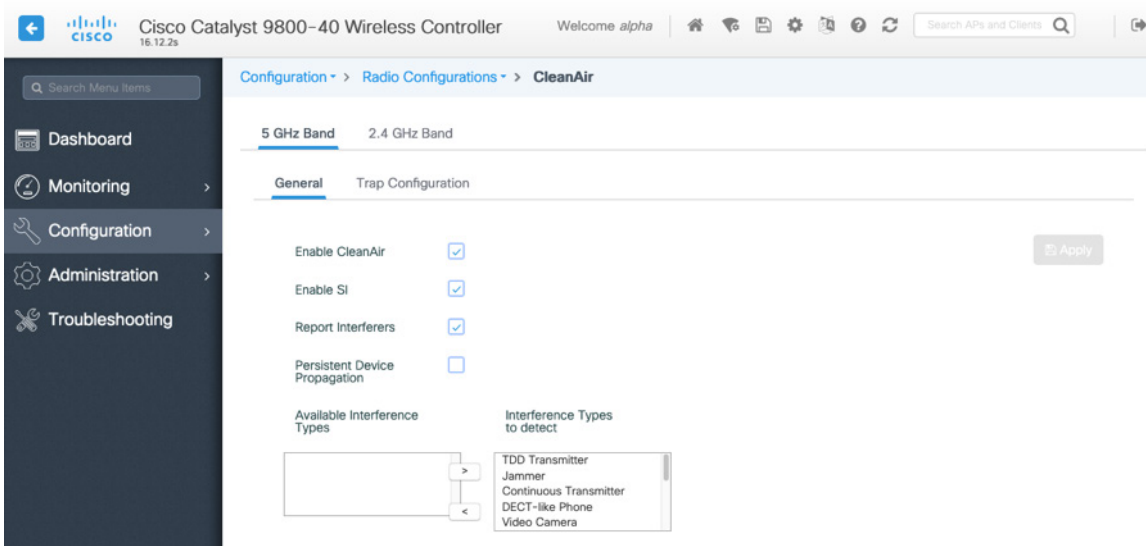 CISCO
Cisco Catalyst 9800-40 Wireless Controller
16.12.2s
Welcome alpha
Search APs and Clients
Search Menu Items
Dashboard
Monitoring
Configuration
Administration
Troubleshooting
Configuration > Radio Configurations > CleanAir
5 GHz Band 2.4 GHz Band
General Trap Configuration
Enable CleanAir
Apply
Enable SI
Report Interferers
Persistent Device
Propagation
Available Interference
Types
Interference Types
to detect
>
<
TDD Transmitter
Jammer
Continuous Transmitter
DECT-like Phone
Video Camera